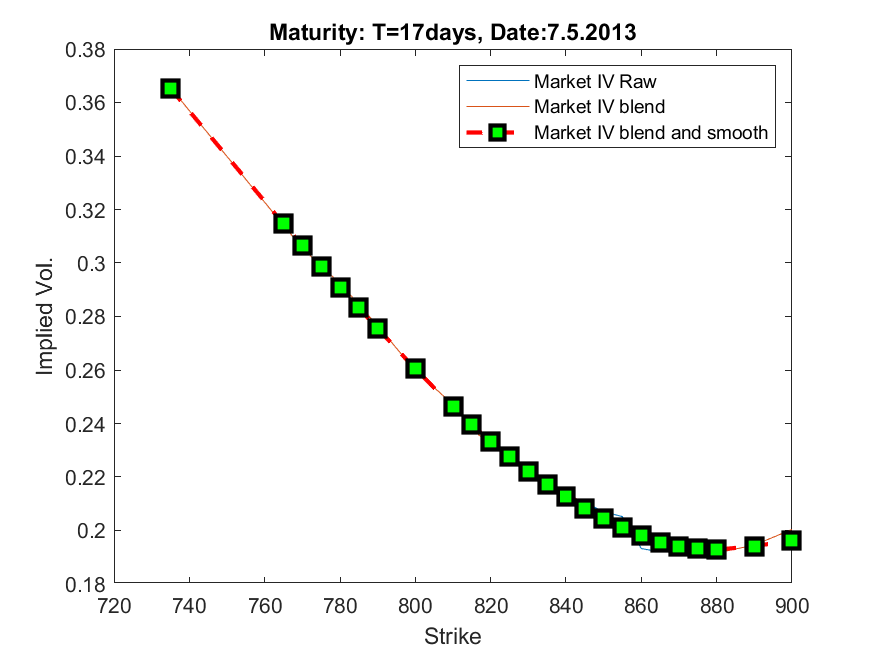 Maturity: T=17days, Date:7.5.2013
0.38
0.36
0.34
0.32
0.3
0.28
0.26
0.24
0.22
0.2
0.18
Implied Vol.
Market IV Raw
Market IV blend
Market IV blend and smooth
720 740 760 780 800 820 840 860 880 900
Strike